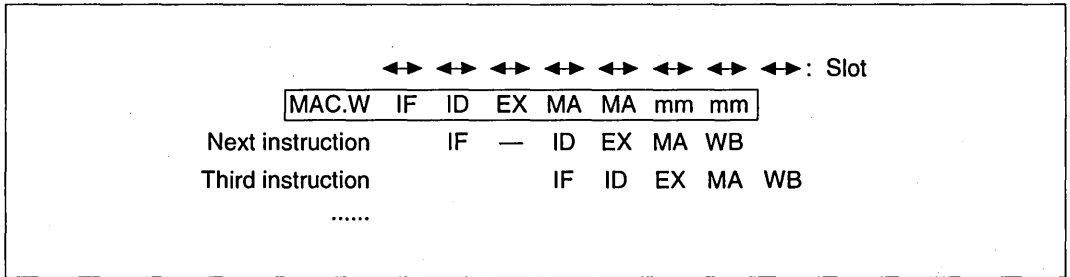 : Slot
MAC.W IF ID EX MA MA mm mm
Next instruction IF — ID EX MA WB
Third instruction IF ID EX MA WB
......